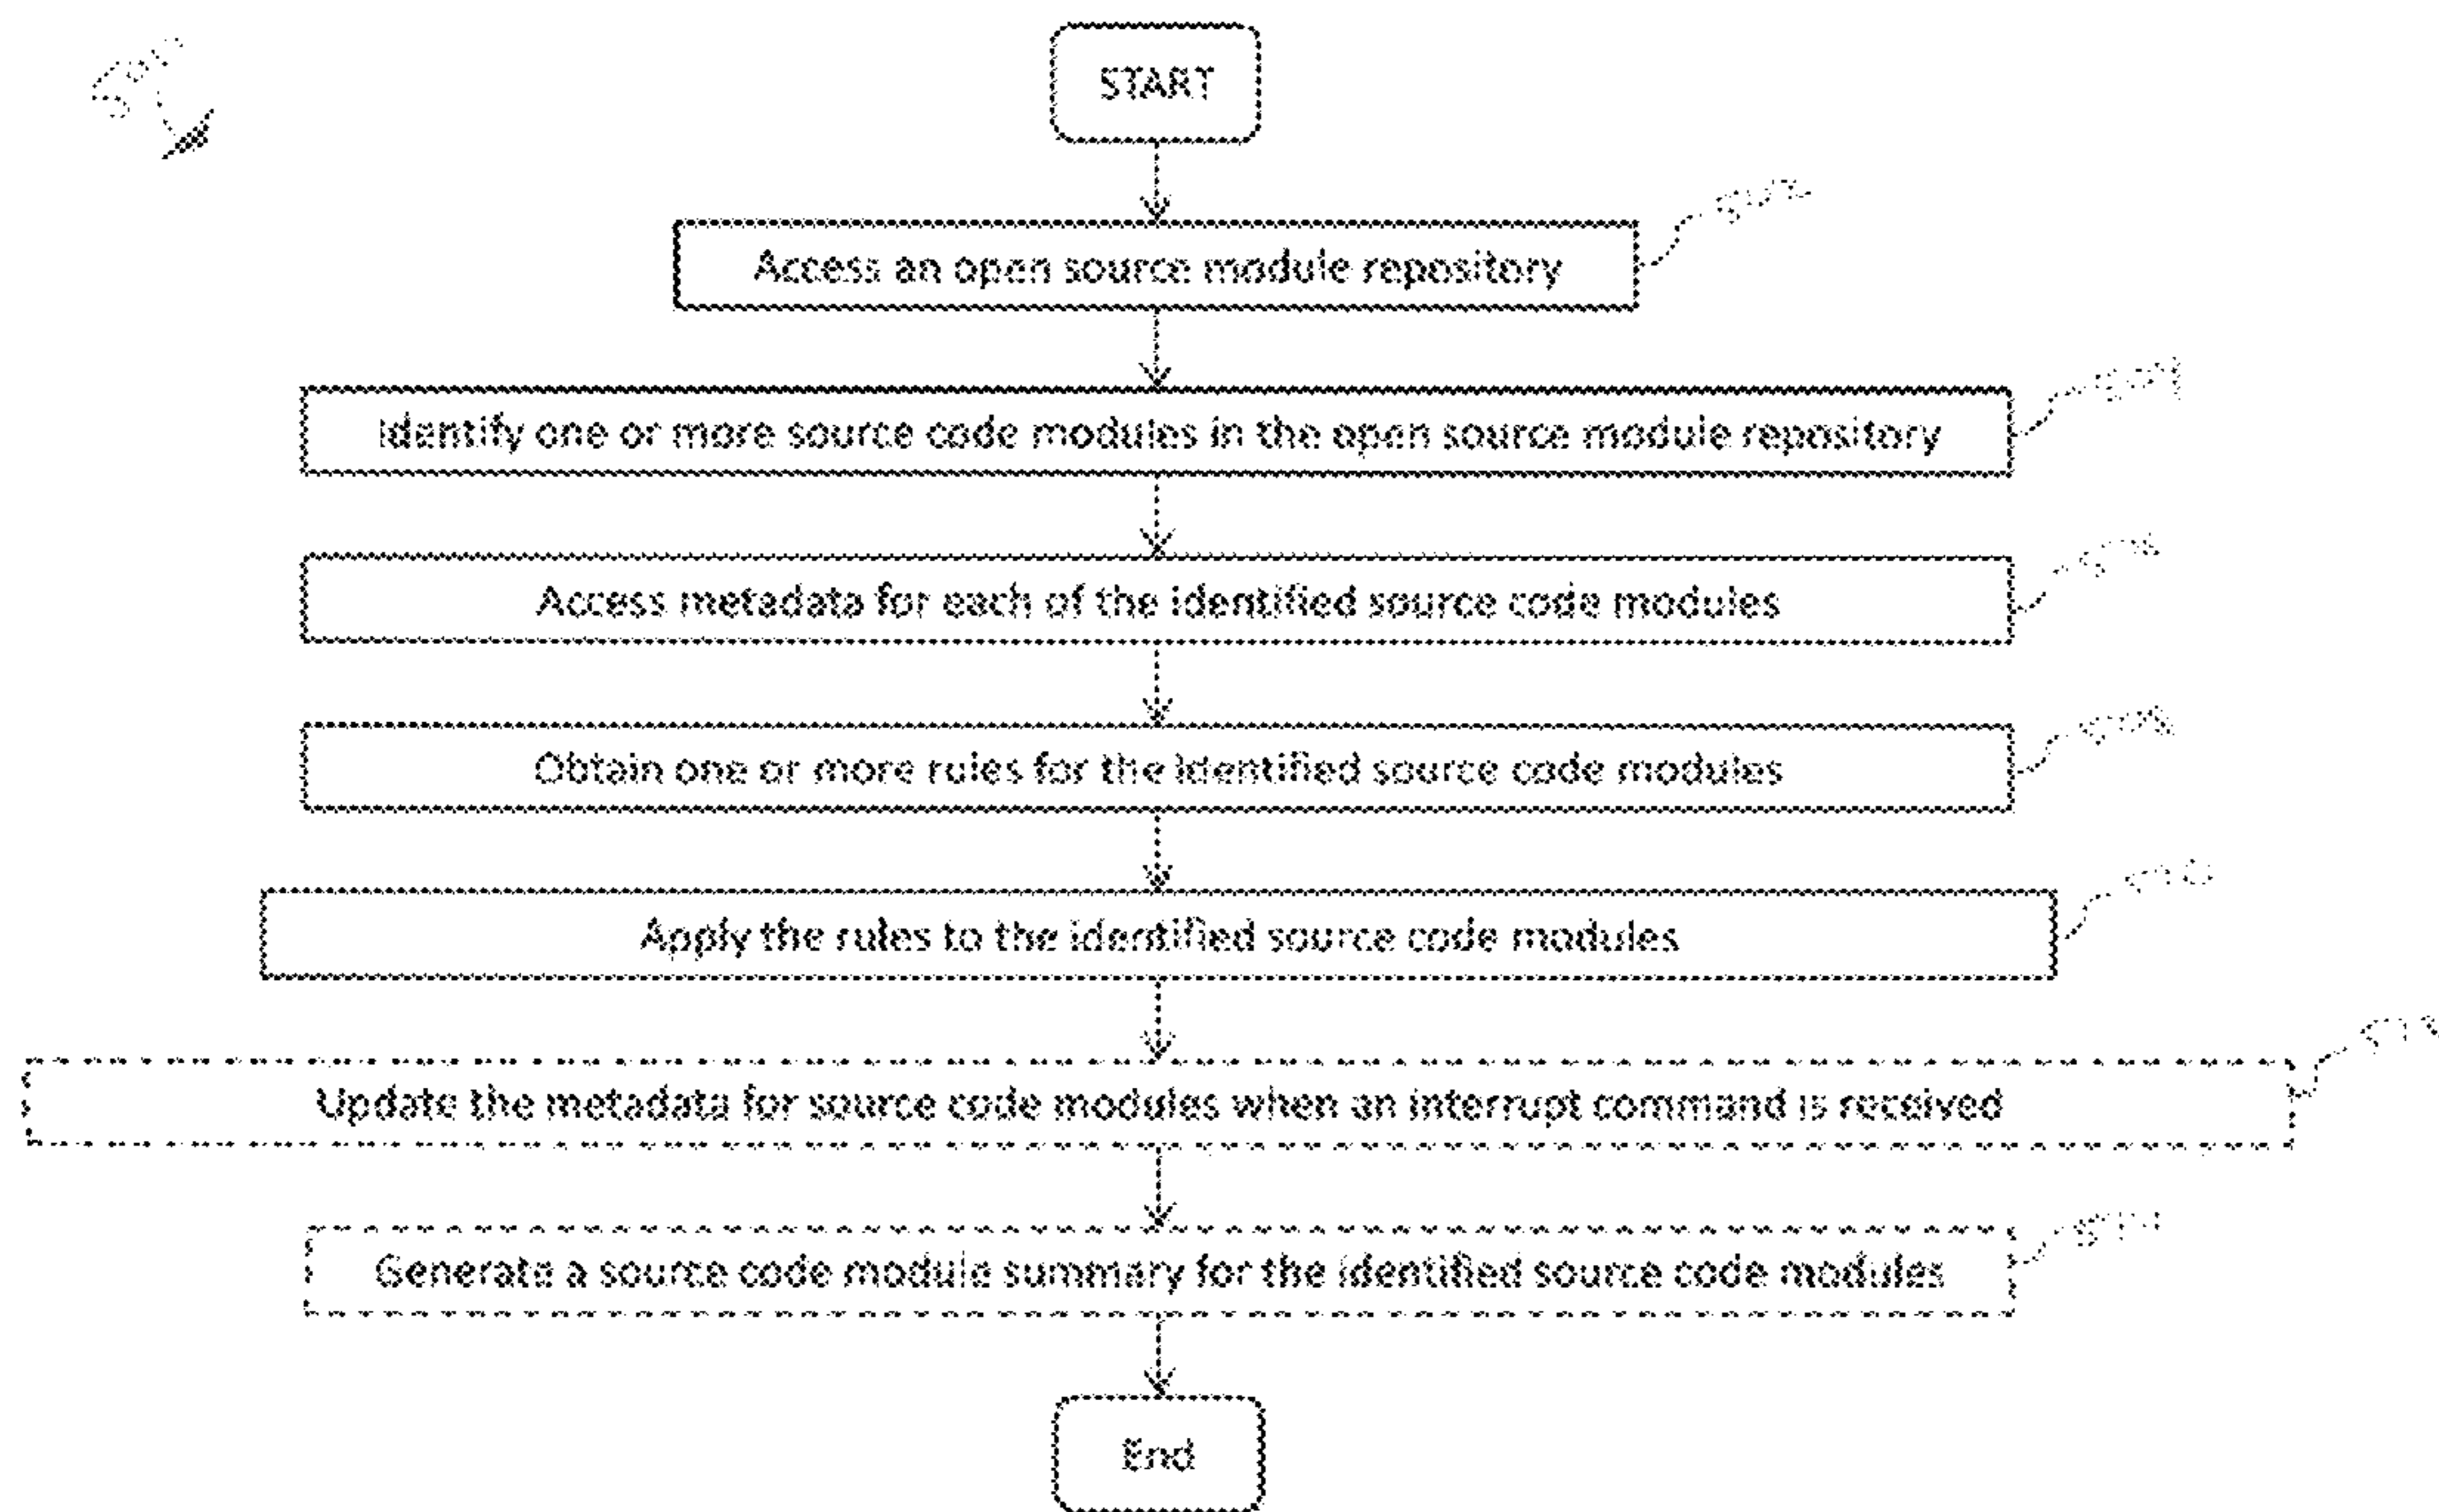 START
Access an open source module repository
Identify one or more source code modules in the open source module repository
Access metadata for each of the identified source code modules
Obtain one or more rules for the identified source code modules
Apply the rules to the identified source code modules
Update the metadata for source code modules when an interrupt command is received
Generate a source code module summary for the identified source code modules
End